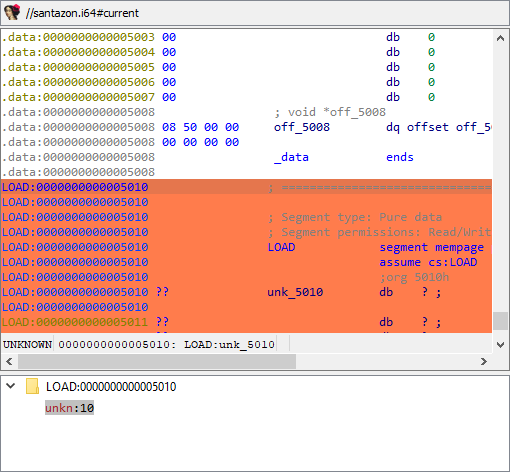 //santazon.i64#current
.data:0000000000005003 00 db 0
.data:0000000000005004 00 db 0
.data:0000000000005005 00 db 0
.data:0000000000005006 00 db 0
.data:0000000000005007 00 db 0
.data:0000000000005008 ; void *off_5008
.data:0000000000005008 08 50 00 00 off_5008 dq offset off_50
.data:0000000000005008 00 00 00 00
.data:0000000000005008 _data ends
.data:0000000000005008
LOAD:0000000000005010 ; ==============================
LOAD:0000000000005010
LOAD:0000000000005010 ; Segment type: Pure data
LOAD:0000000000005010 ; Segment permissions: Read/Writ
LOAD:0000000000005010 LOAD segment mempage
LOAD:0000000000005010 assume cs:LOAD
LOAD:0000000000005010 ;org 5010h
LOAD:0000000000005010 ?? unk_5010 db ? ;
LOAD:0000000000005010
LOAD:0000000000005011 ?? db ? ;
UNKNOWN 0000000000005010: LOAD:unk_5010
LOAD:0000000000005010
unkn:10